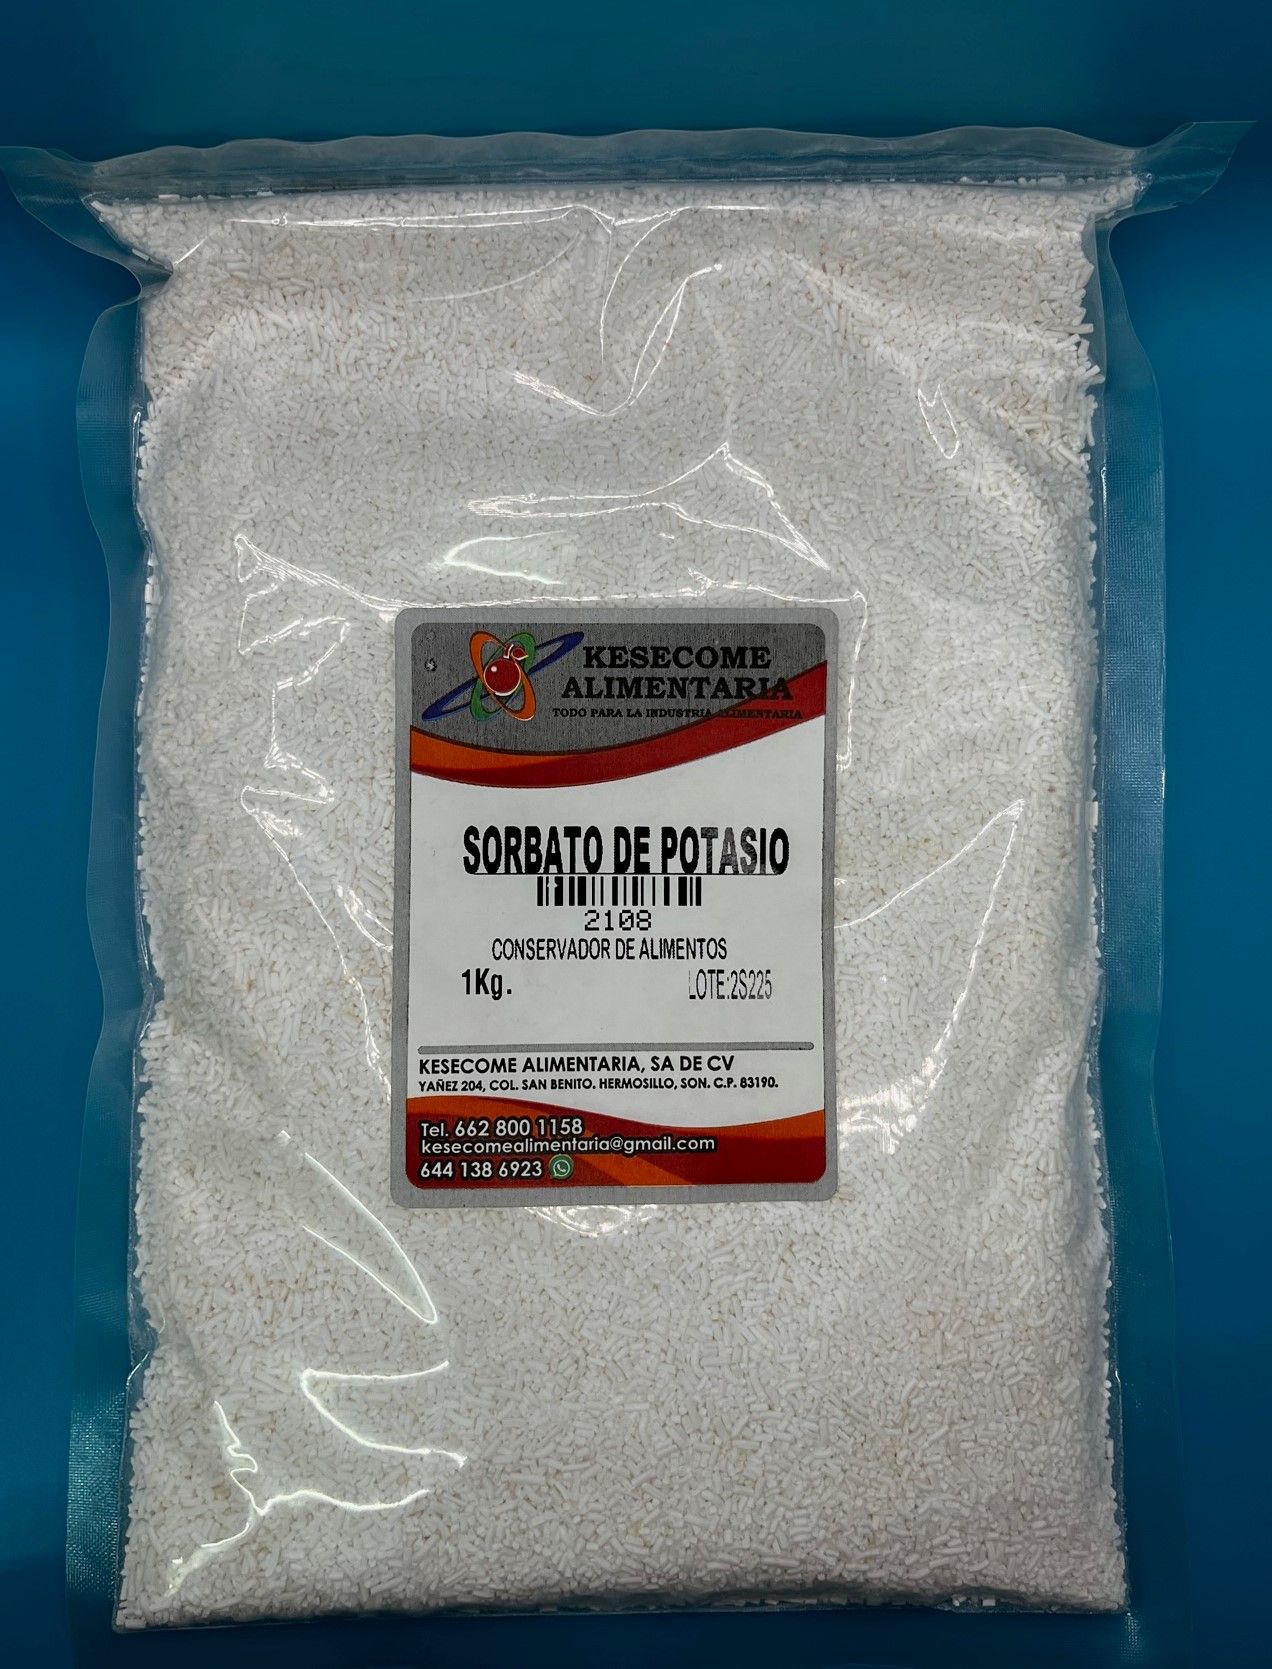 KESECOME
ALIMENTARIA
TODO PARA LA INDUSTRIA ALIMENTARIA
SORBATO DE POTASIO
2108
CONSERVADOR DE ALIMENTOS
1Kg. LOTE:2S225
KESECOME ALIMENTARIA, SA DE CV
YAÑEZ 204, COL. SAN BENITO. HERMOSILLO, SON. C.P. 83190.
Tel. 662 800 1158
kesecomealimentaria@gmail.com
644 138 6923